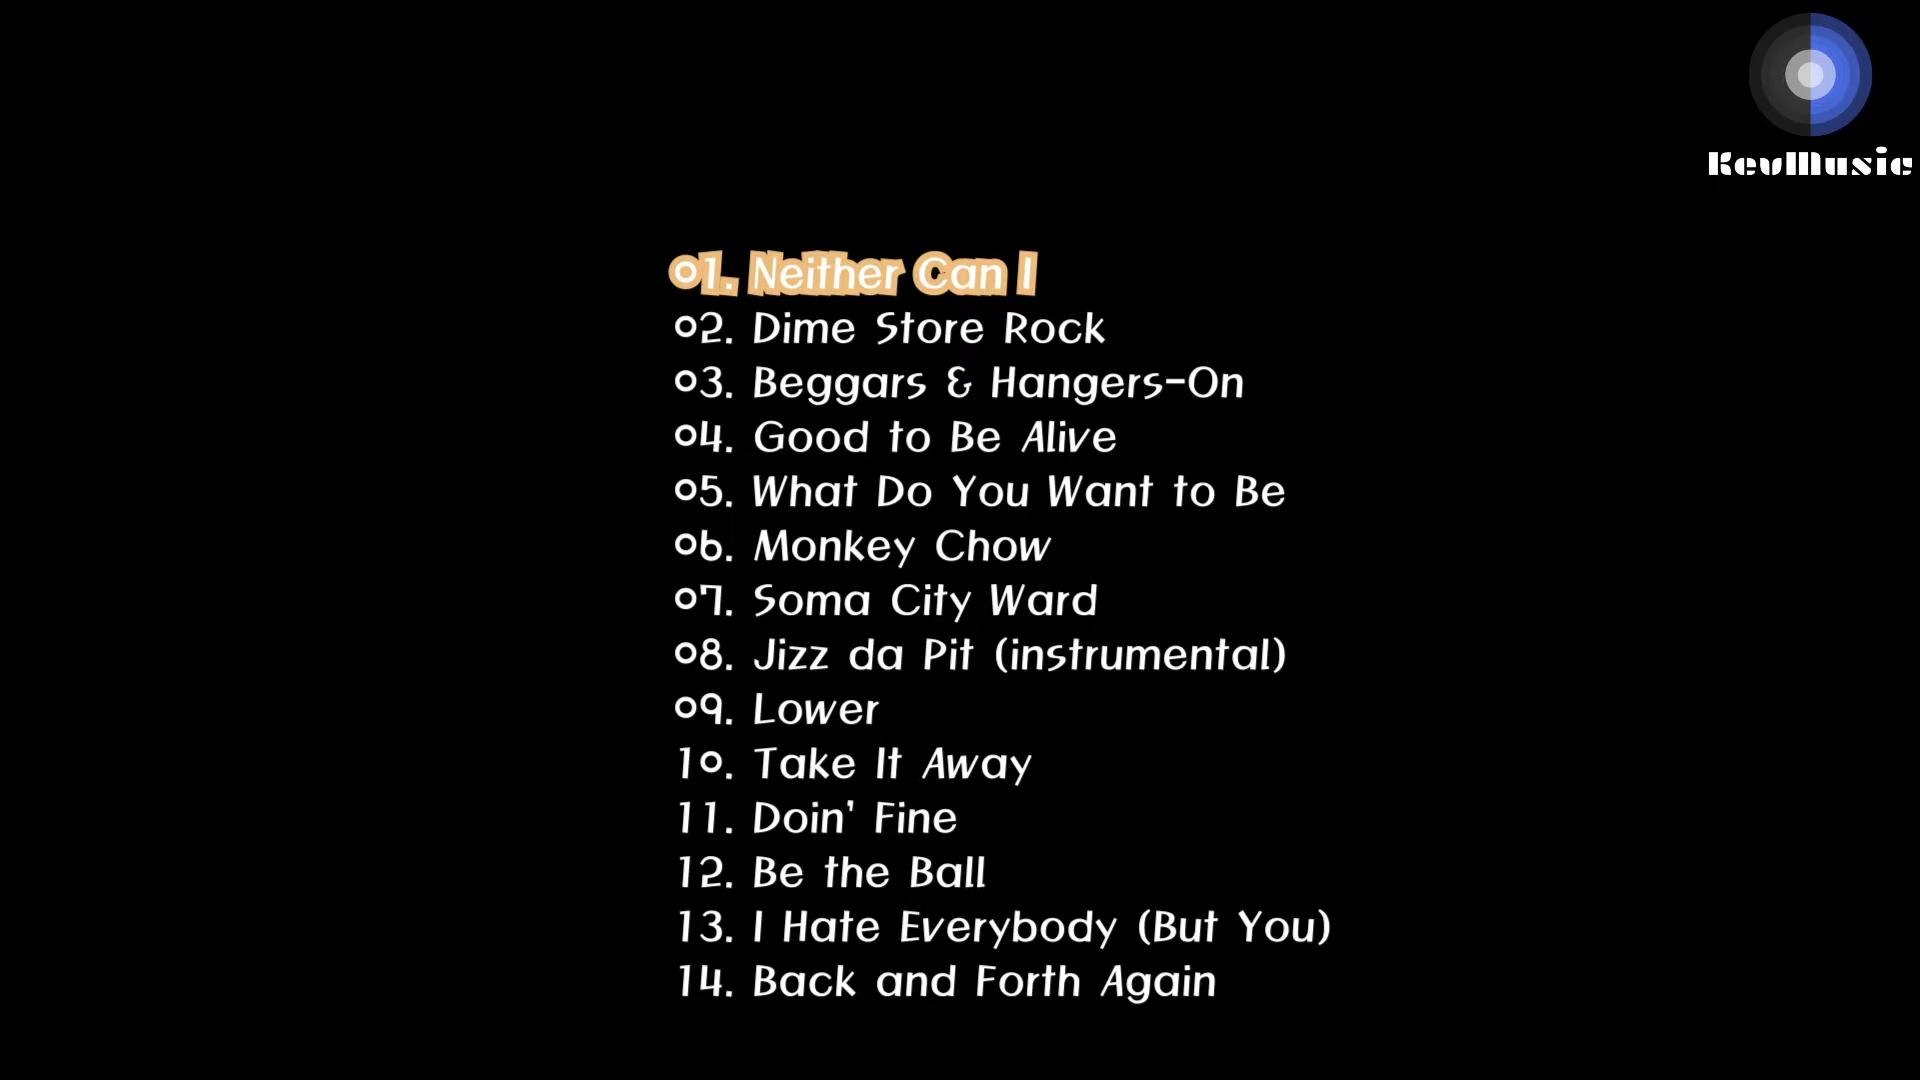 KevMusic
01. Neither Can I
02. Dime Store Rock
03. Beggars & Hangers-On
04. Good to Be Alive
05. What Do You Want to Be
06. Monkey Chow
07. Soma City Ward
08. Jizz da Pit (instrumental)
09. Lower
10. Take It Away
11. Doin' Fine
12. Be the Ball
13. I Hate Everybody (But You)
14. Back and Forth Again